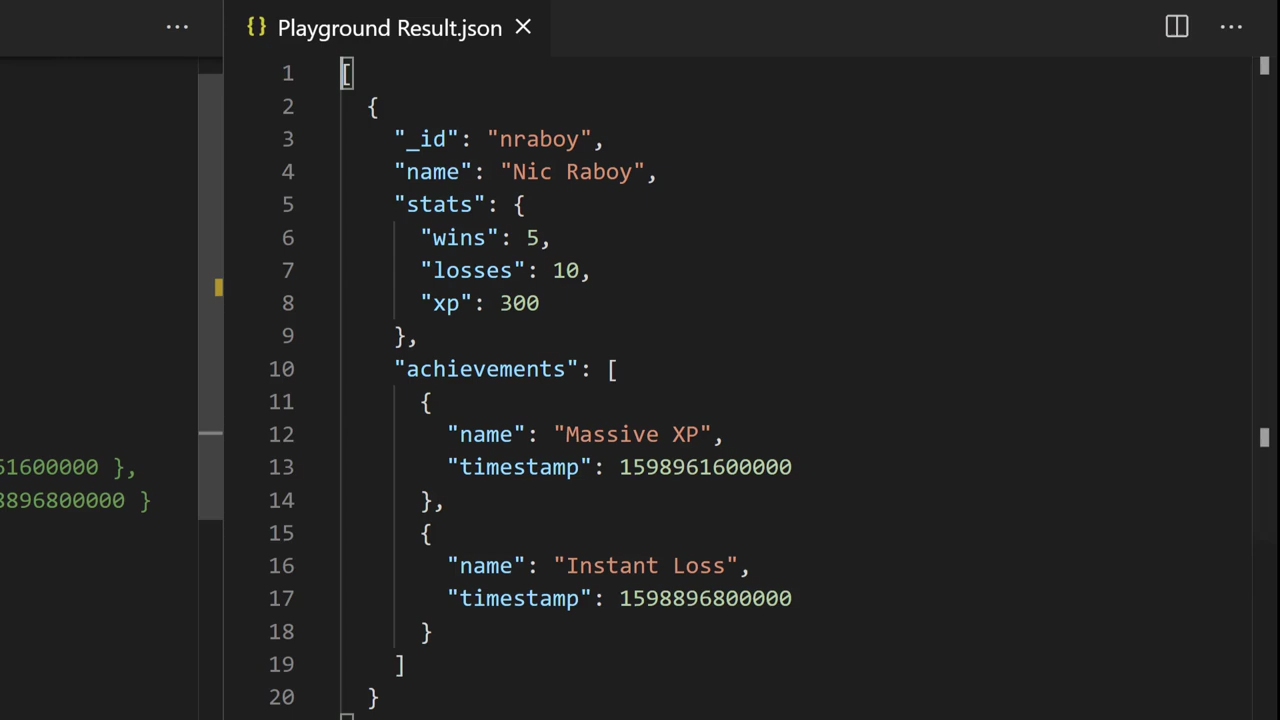 {} Playground Result.json ×
1 [
2 {
3 "_id": "nraboy",
4 "name": "Nic Raboy",
5 "stats": {
6 "wins": 5,
7 "losses": 10,
8 "xp": 300
9 },
10 "achievements": [
11 {
12 "name": "Massive XP",
61600000 },
13 "timestamp": 1598961600000
8896800000 }
14 },
15 {
16 "name": "Instant Loss",
17 "timestamp": 1598896800000
18 }
19 ]
20 }